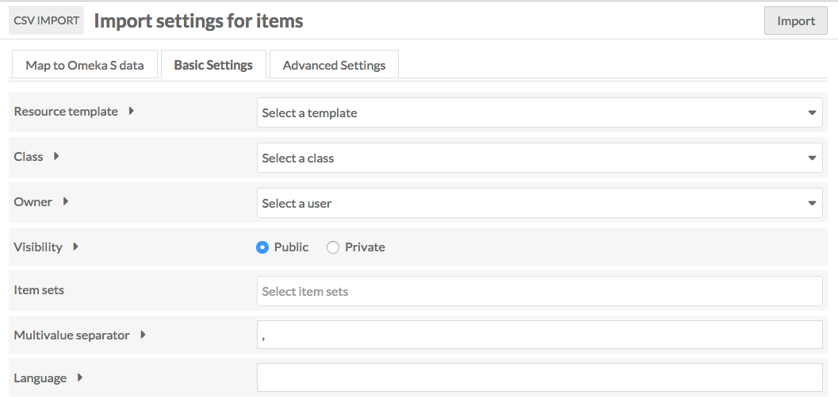 CSV IMPORT Import settings for items Import
Map to Omeka S data Basic Settings Advanced Settings
Resource template Select a template
Class Select a class
Owner Select a user
Visibility Public Private
Item sets Select item sets
Multivalue separator ,
Language